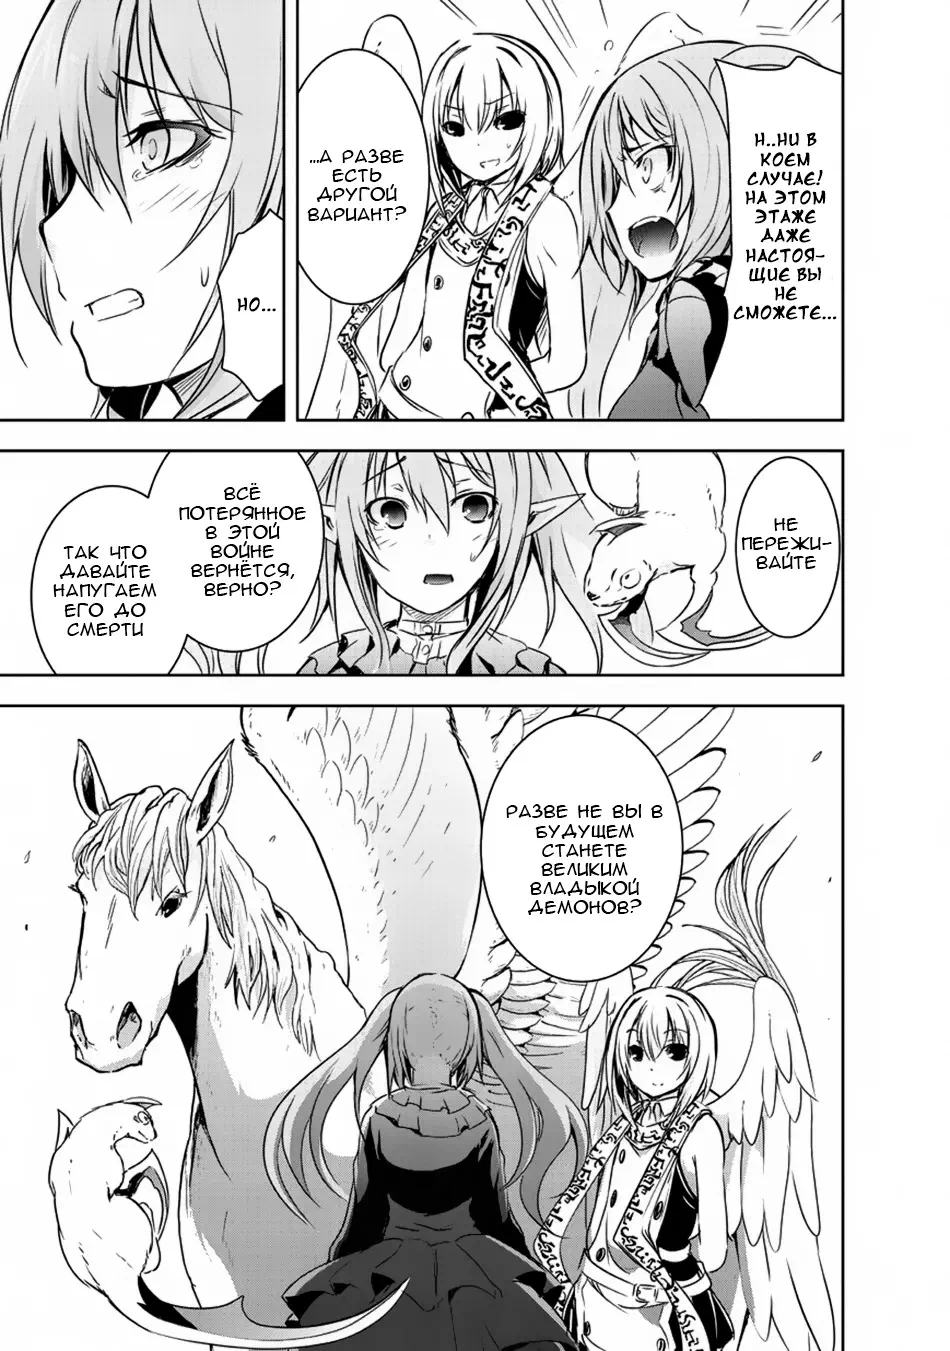 Н..НИ В
КОЕМ
СЛУЧАЕ!
НА ЭТОМ
ЭТАЖЕ
ДАЖЕ
НАСТОЯ-
ЩИЕ ВЫ
НЕ
СМОЖЕТЕ...
...А РАЗВЕ
ЕСТЬ
ДРУГОЙ
ВАРИАНТ?
НО...
НЕ
ПЕРЕЖИ-
ВАЙТЕ
ВСЁ
ПОТЕРЯННОЕ
В ЭТОЙ
ВОЙНЕ
ВЕРНЁТСЯ,
ВЕРНО?
ТАК ЧТО
ДАВАЙТЕ
НАПУГАЕМ
ЕГО ДО
СМЕРТИ
РАЗВЕ НЕ ВЫ В
БУДУЩЕМ
СТАНЕТЕ
ВЕЛИКИМ
ВЛАДЫКОЙ
ДЕМОНОВ?